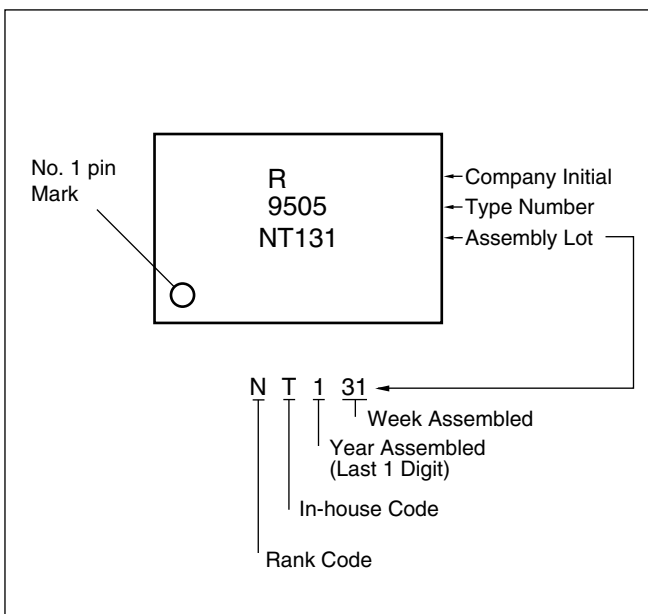 No. 1 pin
Mark
R
9505
NT131
Company Initial
Type Number
Assembly Lot
N T 1 31
Week Assembled
Year Assembled
(Last 1 Digit)
In-house Code
Rank Code